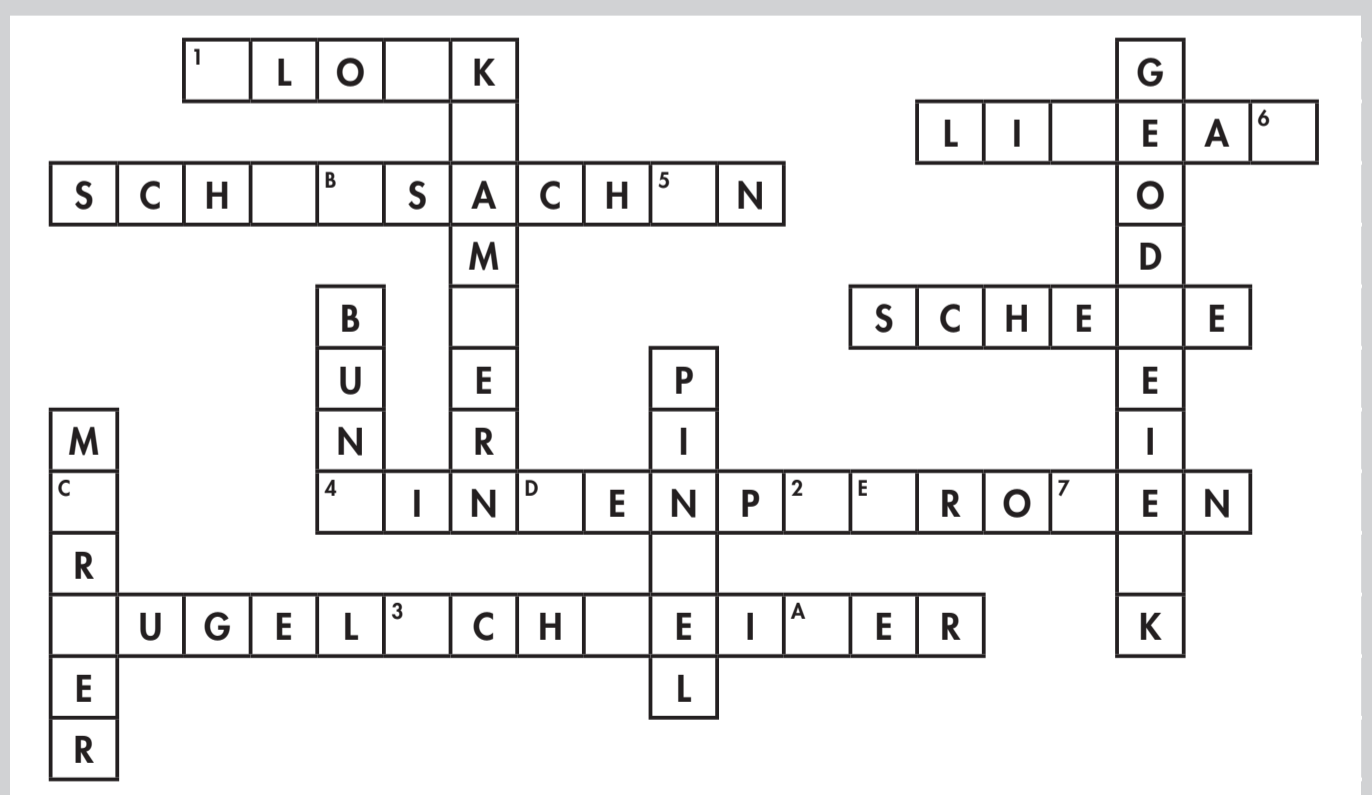 1 L O K G
L I E A 6
S C H B S A C H 5 N O
M D
B S C H E E
U E P E
M N R I I
C 4 I N D E N P 2 E R O 7 E N
R
U G E L 3 C H E I A E R K
E L
R